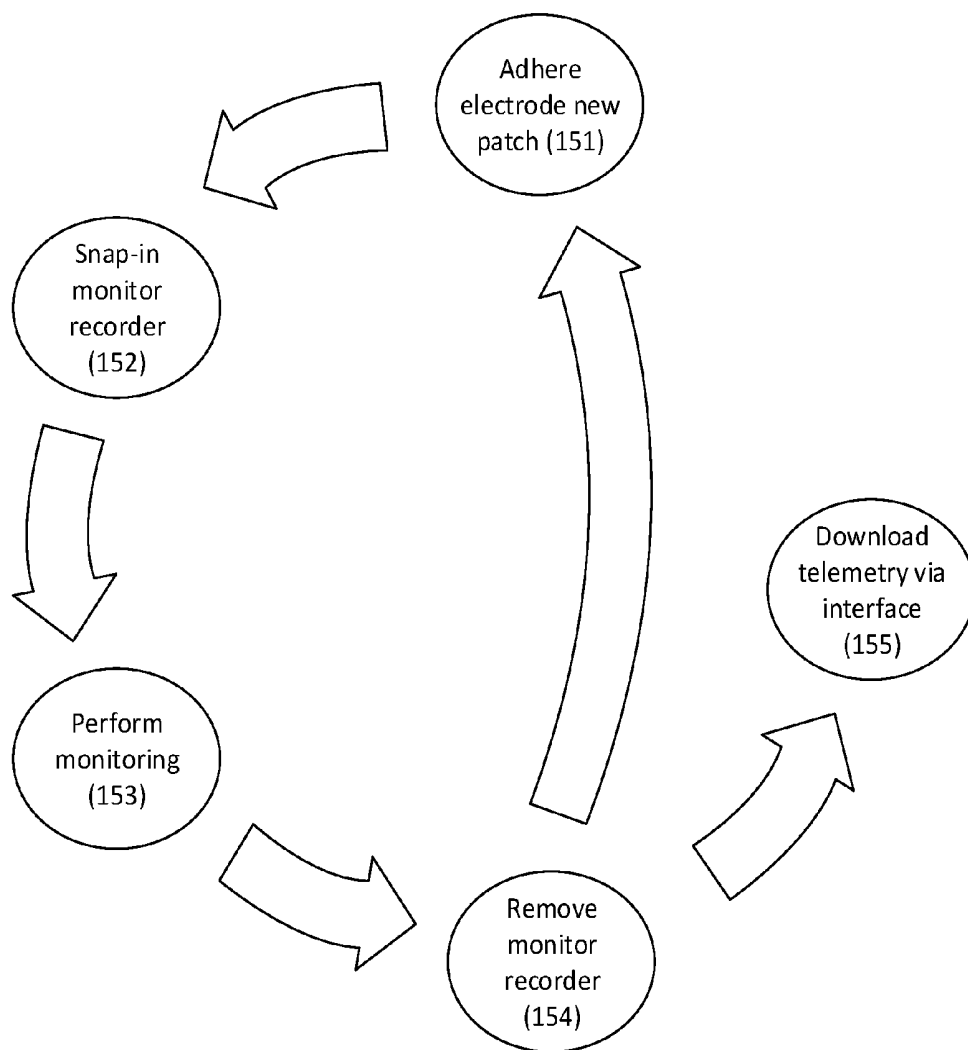 Adhere
electrode new
patch (151)
Snap-in
monitor
recorder
(152)
Perform
monitoring
(153)
Remove
monitor
recorder
(154)
Download
telemetry via
interface
(155)